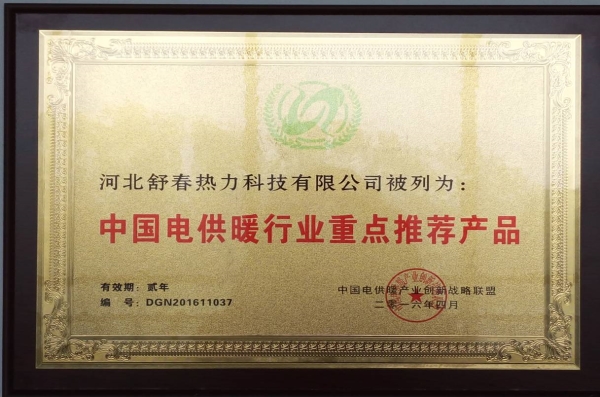 河北舒春热力科技有限公司被列为：
中国电供暖行业重点推荐产品
有效期：贰年
编　号：DGN201611037
中国电供暖产业创新战略联盟
二零一六年四月